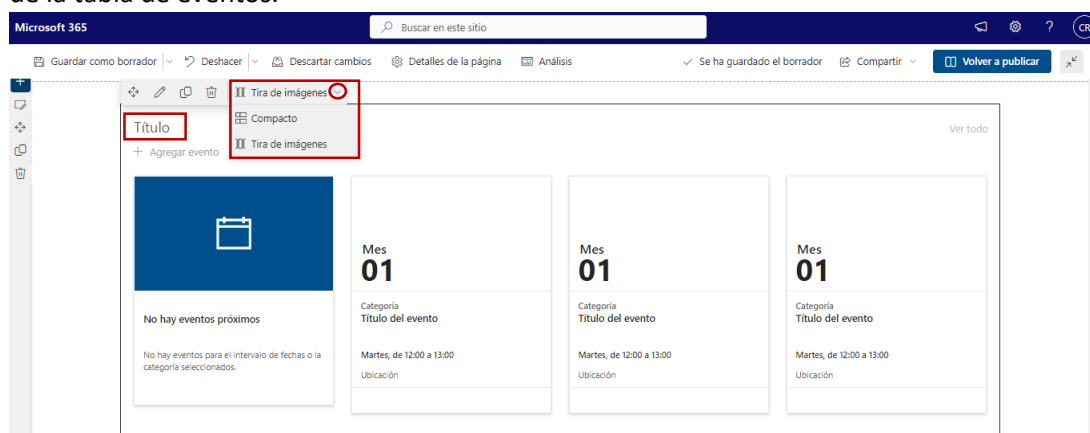 de la tabla de eventos.
Microsoft 365
Buscar en este sitio
?
CR
Guardar como borrador
Deshacer
Descartar cambios
Detalles de la página
Análisis
Se ha guardado el borrador
Compartir
Volver a publicar
Tira de imágenes
Compacto
Tira de imágenes
Título
Ver todo
+ Agregar evento
No hay eventos próximos
No hay eventos para el intervalo de fechas o la
categoría seleccionados.
Mes
01
Categoría
Título del evento
Martes, de 12:00 a 13:00
Ubicación
Mes
01
Categoría
Título del evento
Martes, de 12:00 a 13:00
Ubicación
Mes
01
Categoría
Título del evento
Martes, de 12:00 a 13:00
Ubicación